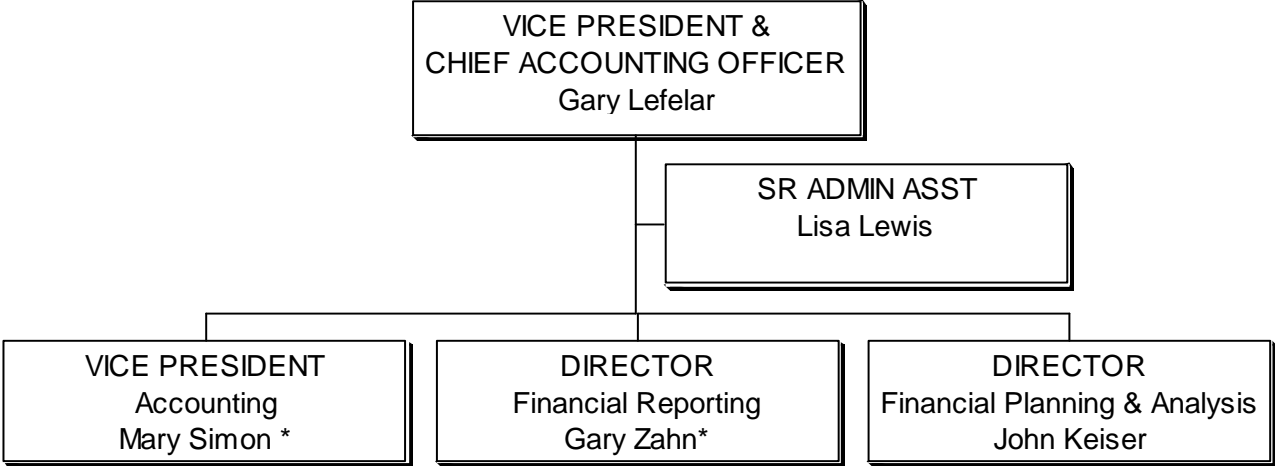 VICE PRESIDENT &
CHIEF ACCOUNTING OFFICER
Gary Lefelar
SR ADMIN ASST
Lisa Lewis
VICE PRESIDENT
Accounting
Mary Simon *
DIRECTOR
Financial Reporting
Gary Zahn*
DIRECTOR
Financial Planning & Analysis
John Keiser